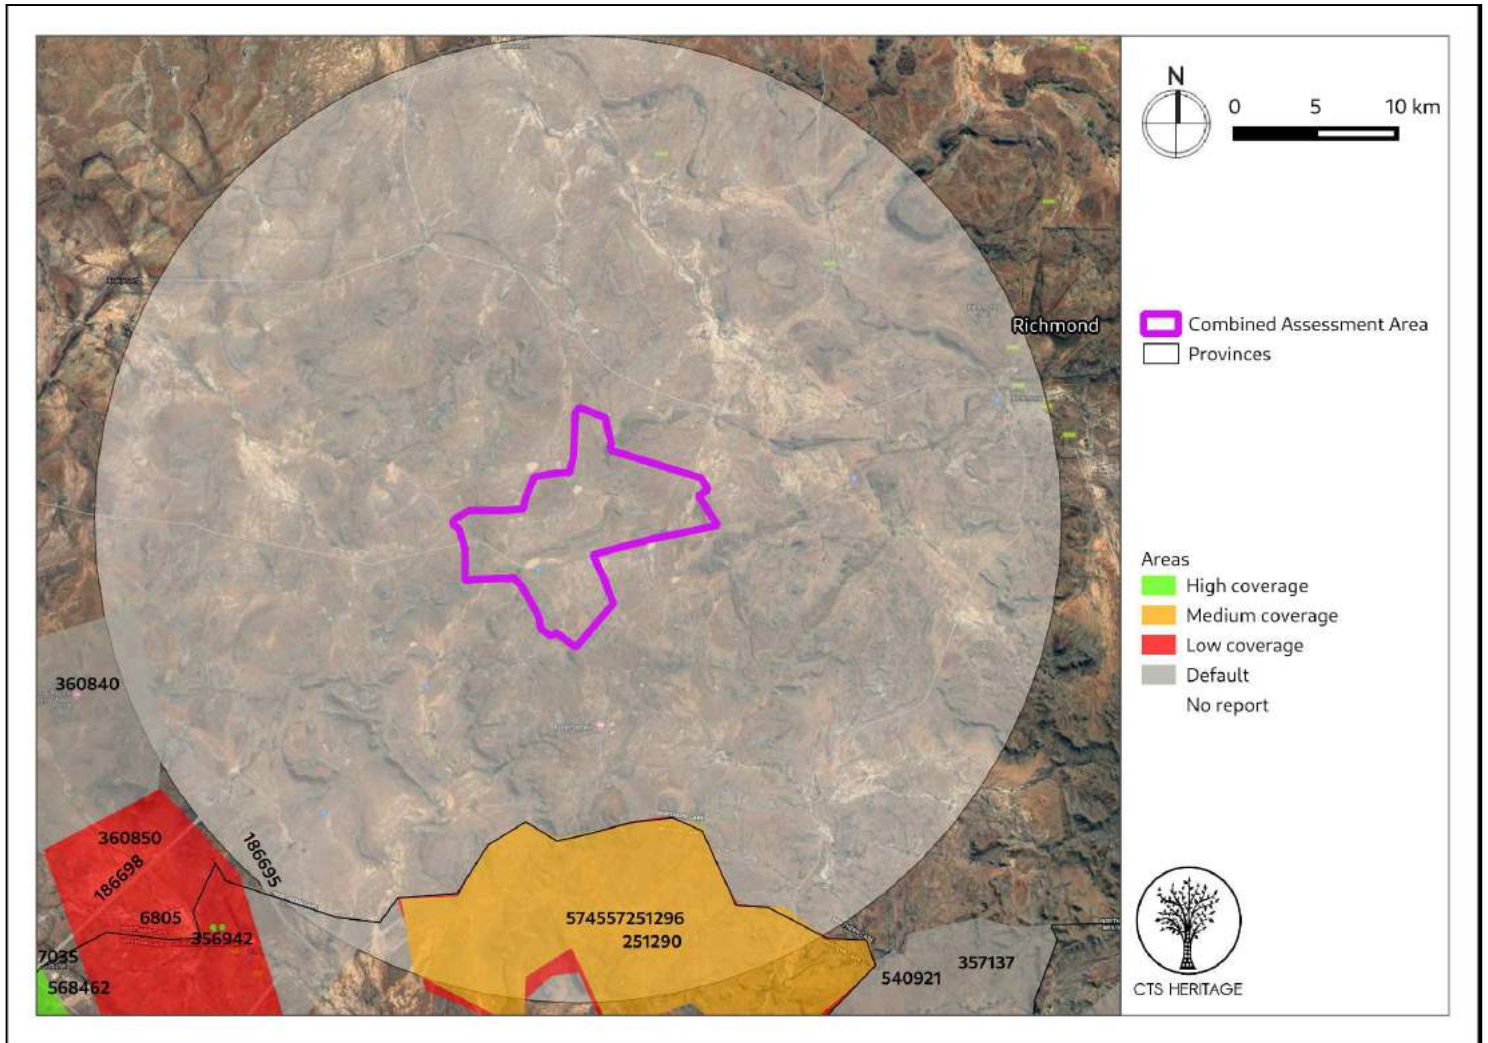 N
0 5 10 km
Richmond
Combined Assessment Area
Provinces
Areas
High coverage
Medium coverage
Low coverage
Default
No report
360840
360850
186698
186695
6805
356942
7035
568462
574557251296
251290
540921
357137
CTS HERITAGE